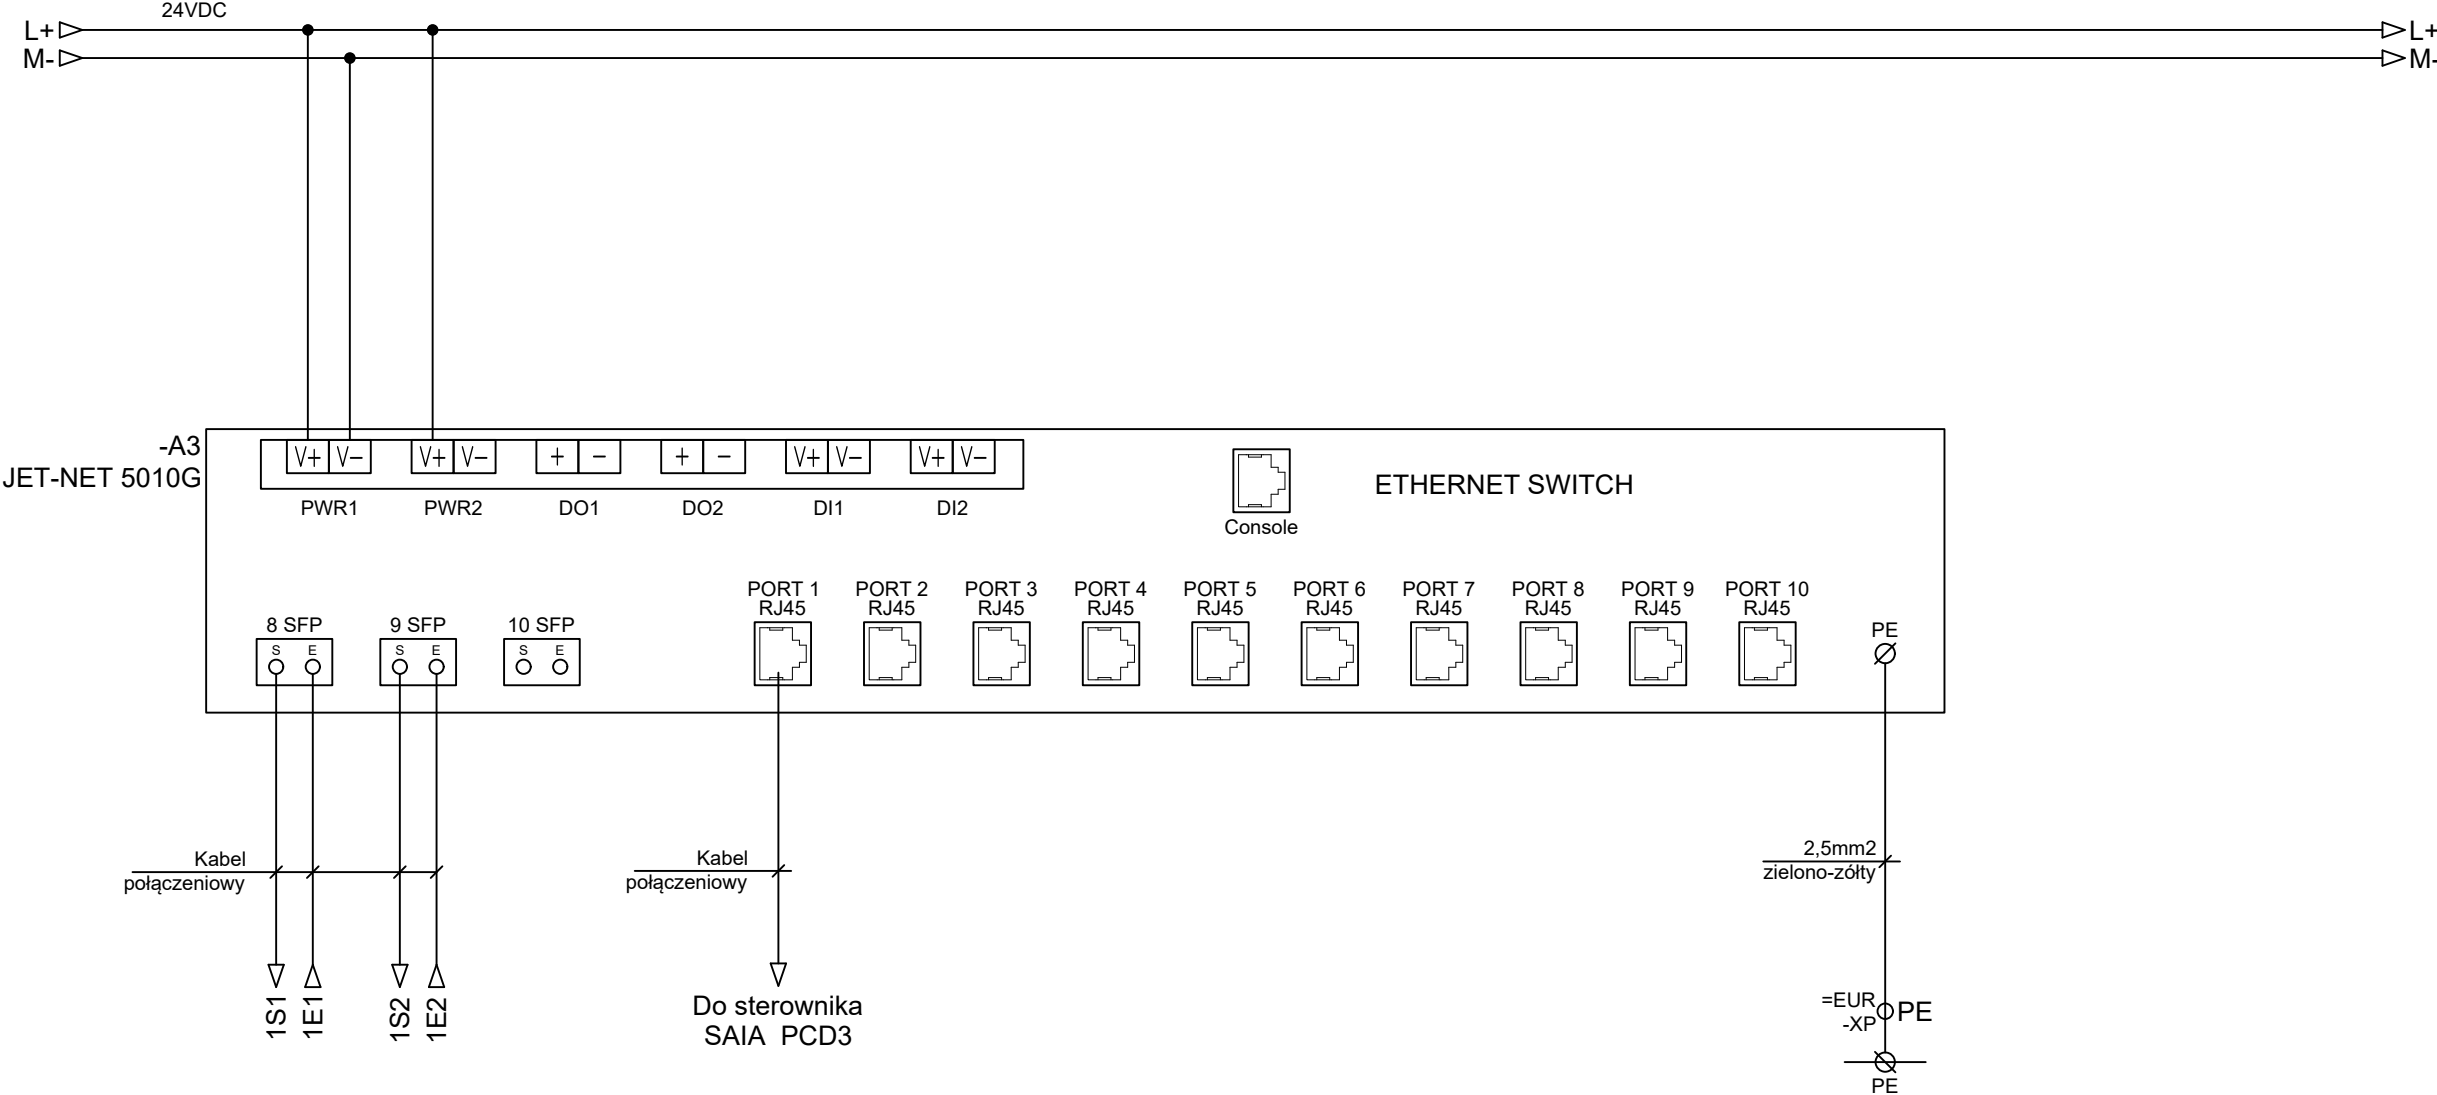 24VDC
L+ L+
M- M-
-A3
JET-NET 5010G
V+ V- V+ V- + - + - V+ V- V+ V-
PWR1 PWR2 DO1 DO2 DI1 DI2
ETHERNET SWITCH
Console
PORT 1 PORT 2 PORT 3 PORT 4 PORT 5 PORT 6 PORT 7 PORT 8 PORT 9 PORT 10
RJ45 RJ45 RJ45 RJ45 RJ45 RJ45 RJ45 RJ45 RJ45 RJ45
8 SFP 9 SFP 10 SFP
S E S E S E
PE
Kabel
połączeniowy
Kabel
połączeniowy
2,5mm2
zielono-zółty
1S1
1E1
1S2
1E2
Do sterownika
SAIA PCD3
=EUR
-XP
PE
PE